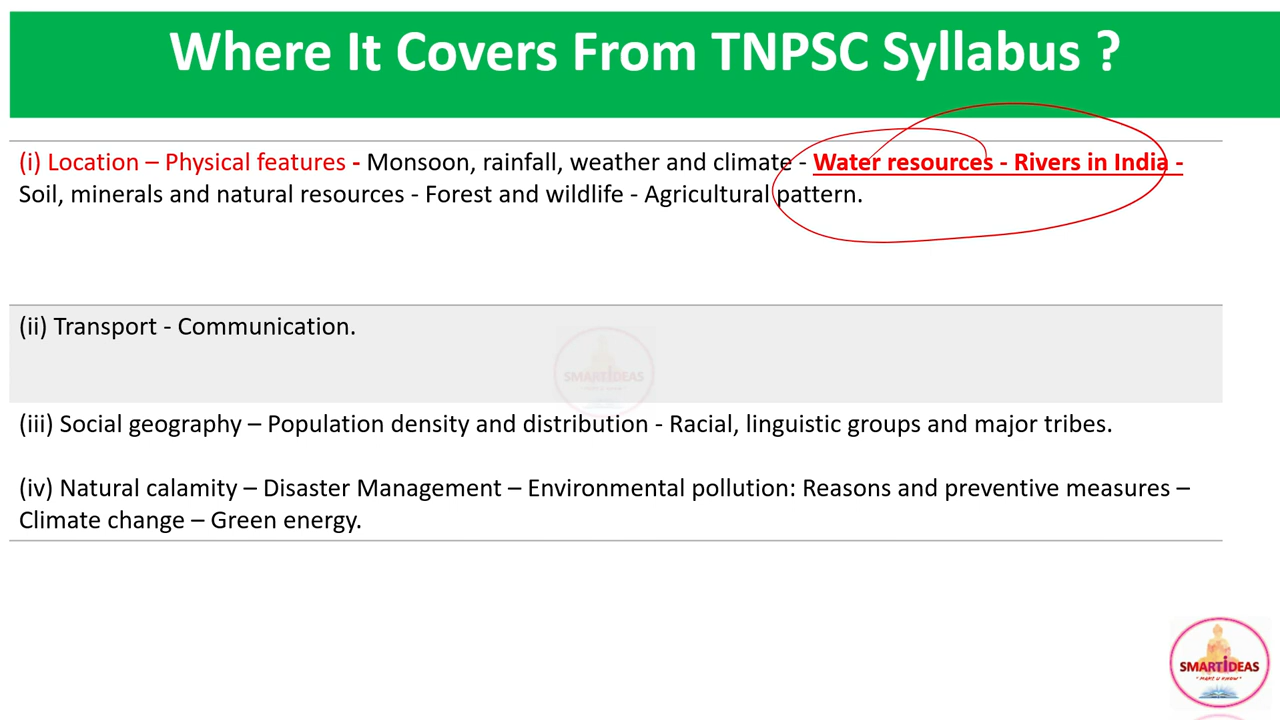 Where It Covers From TNPSC Syllabus ?
(i) Location – Physical features - Monsoon, rainfall, weather and climate - Water resources - Rivers in India -
Soil, minerals and natural resources - Forest and wildlife - Agricultural pattern.
(ii) Transport - Communication.
SMARTiDEAS
(iii) Social geography – Population density and distribution - Racial, linguistic groups and major tribes.
(iv) Natural calamity – Disaster Management – Environmental pollution: Reasons and preventive measures –
Climate change – Green energy.
SMARTiDEAS
"MAKE U KNOW"